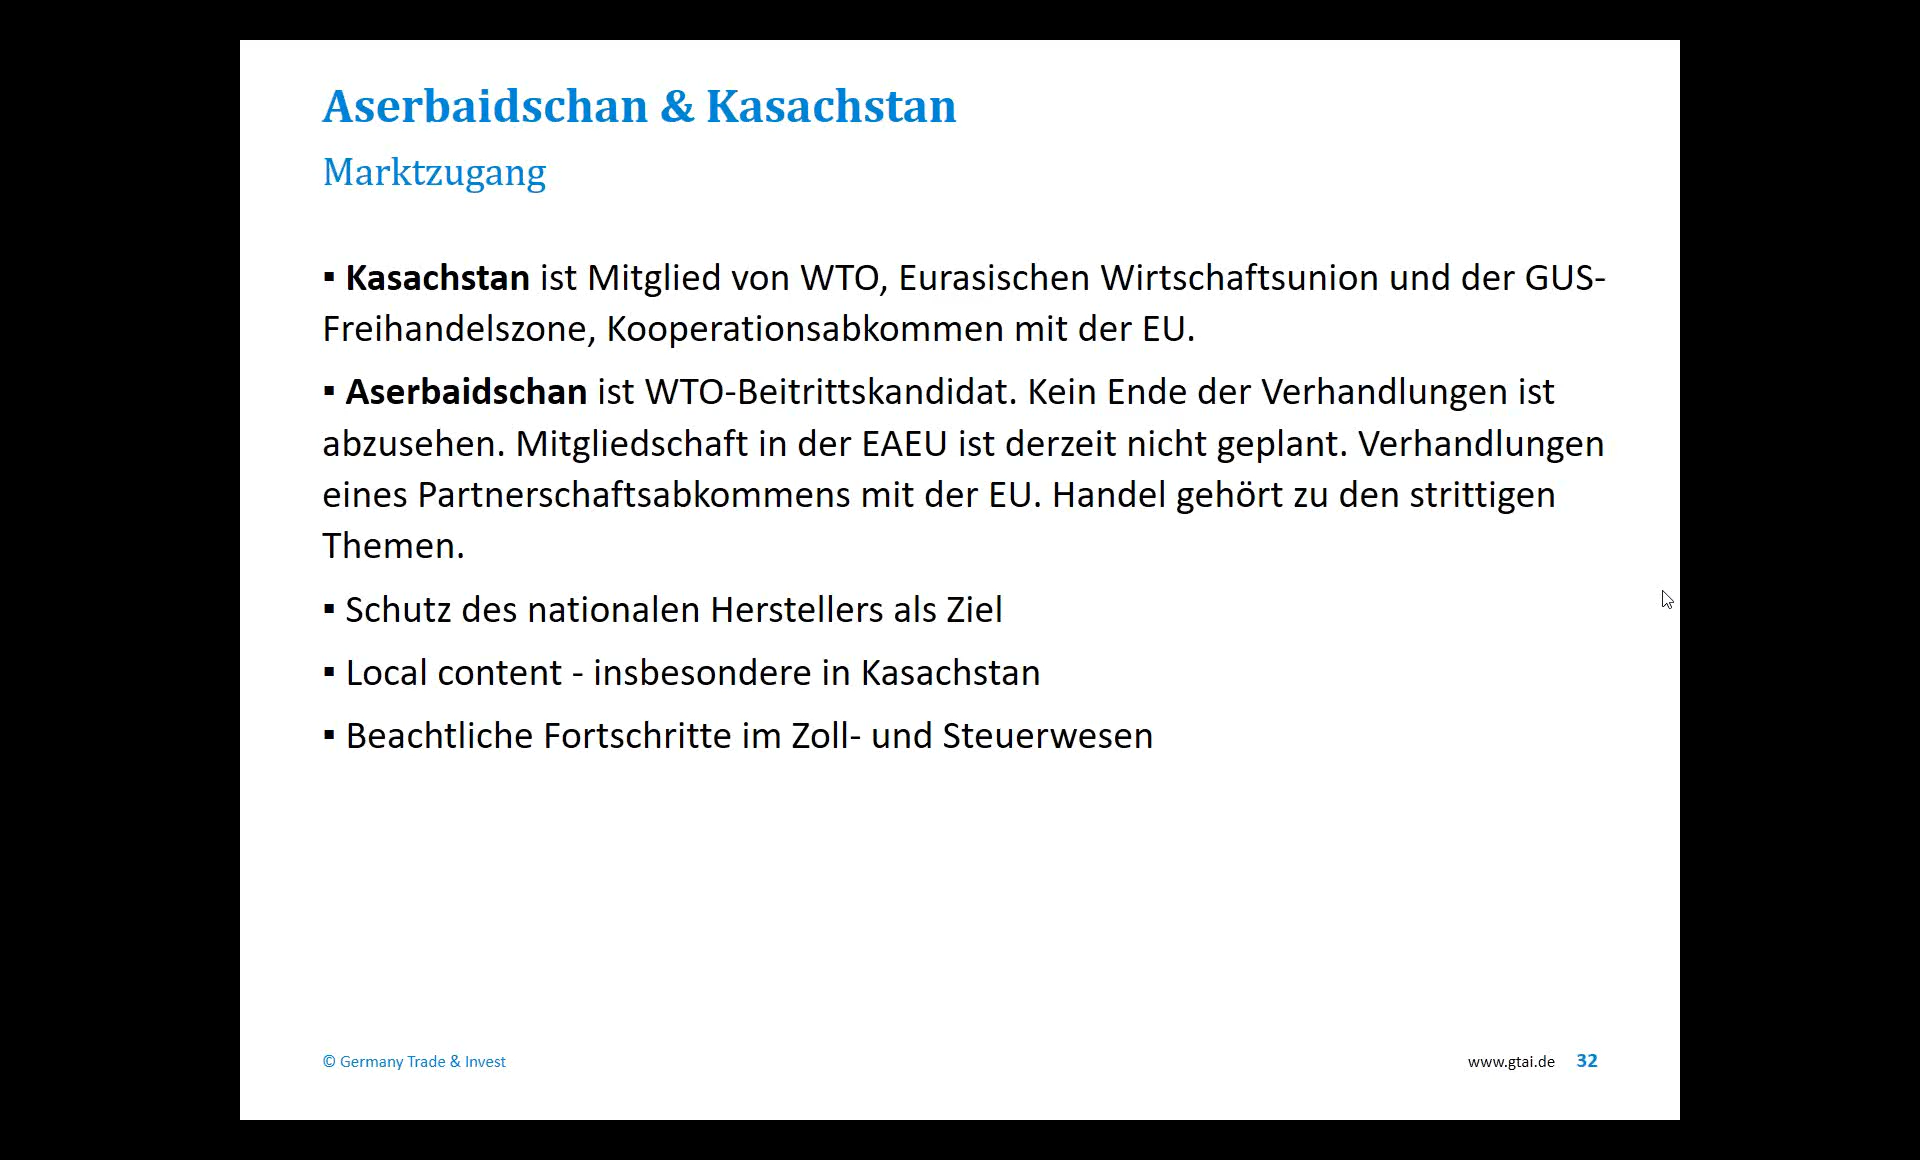 Aserbaidschan & Kasachstan
Marktzugang
▪ Kasachstan ist Mitglied von WTO, Eurasischen Wirtschaftsunion und der GUS-
Freihandelszone, Kooperationsabkommen mit der EU.
▪ Aserbaidschan ist WTO-Beitrittskandidat. Kein Ende der Verhandlungen ist
abzusehen. Mitgliedschaft in der EAEU ist derzeit nicht geplant. Verhandlungen
eines Partnerschaftsabkommens mit der EU. Handel gehört zu den strittigen
Themen.
▪ Schutz des nationalen Herstellers als Ziel
▪ Local content - insbesondere in Kasachstan
▪ Beachtliche Fortschritte im Zoll- und Steuerwesen
© Germany Trade & Invest
www.gtai.de 32